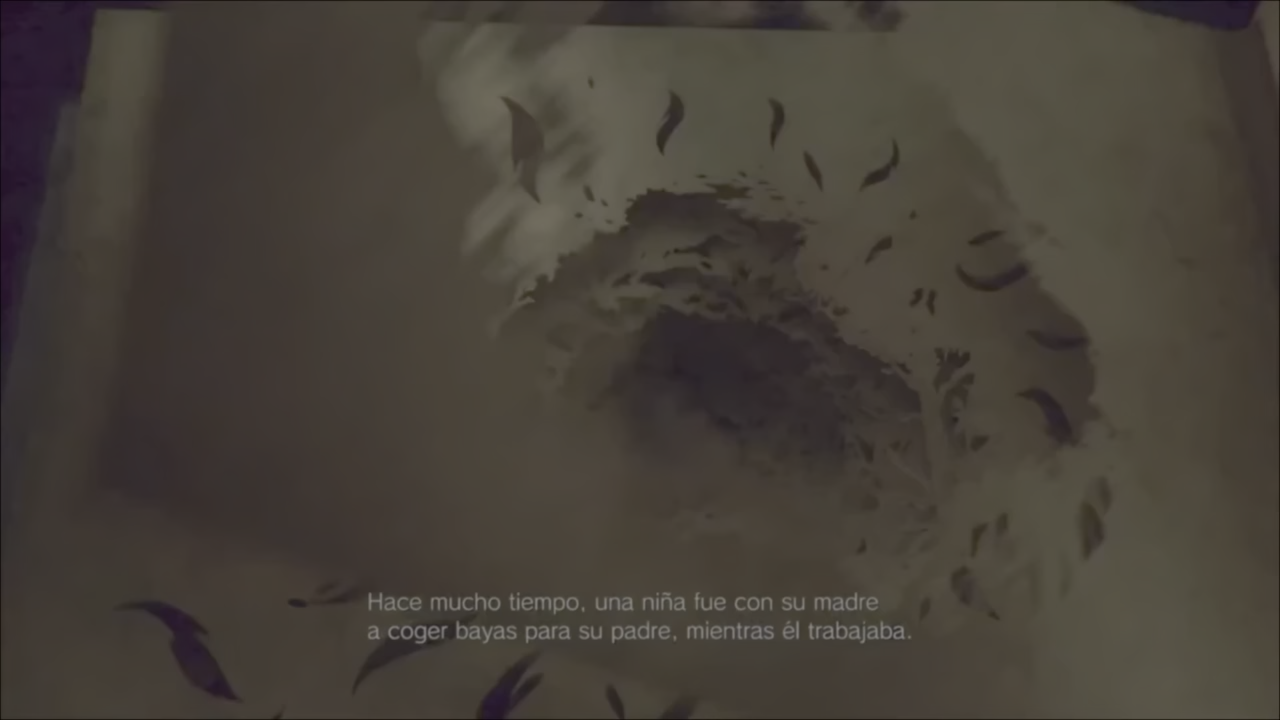 Hace mucho tiempo, una niña fue con su madre
a coger bayas para su padre, mientras él trabajaba.